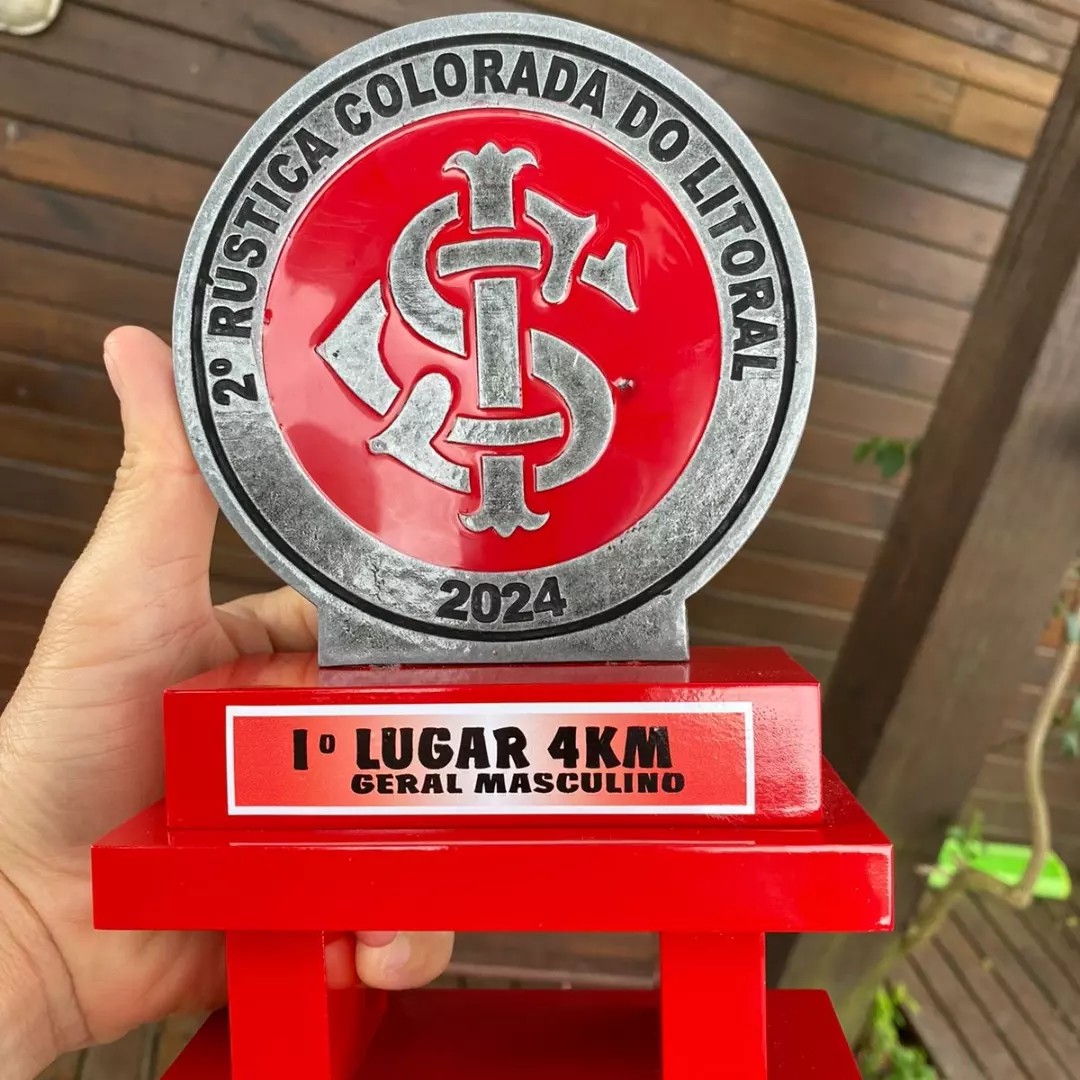 2º RÚSTICA COLORADA DO LITORAL
2024
1º LUGAR 4KM
GERAL MASCULINO